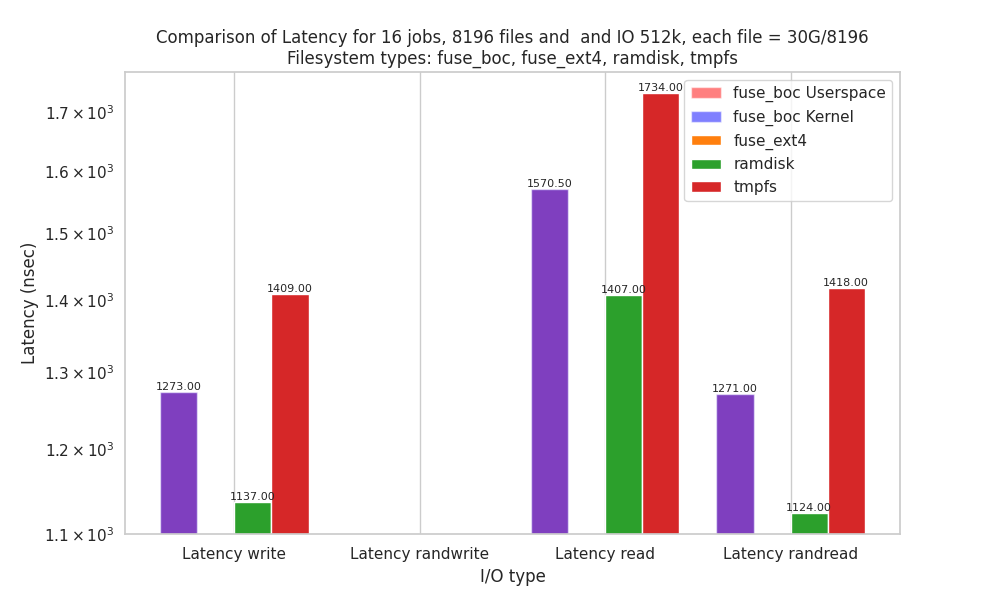 Comparison of Latency for 16 jobs, 8196 files and  and IO 512k, each file = 30G/8196
Filesystem types: fuse_boc, fuse_ext4, ramdisk, tmpfs
fuse_boc Userspace
fuse_boc Kernel
fuse_ext4
ramdisk
tmpfs
1.7 × 10³
1.6 × 10³
1.5 × 10³
1.4 × 10³
1.3 × 10³
1.2 × 10³
1.1 × 10³
Latency (nsec)
1273.00
1137.00
1409.00
1570.50
1407.00
1734.00
1271.00
1124.00
1418.00
Latency write
Latency randwrite
Latency read
Latency randread
I/O type